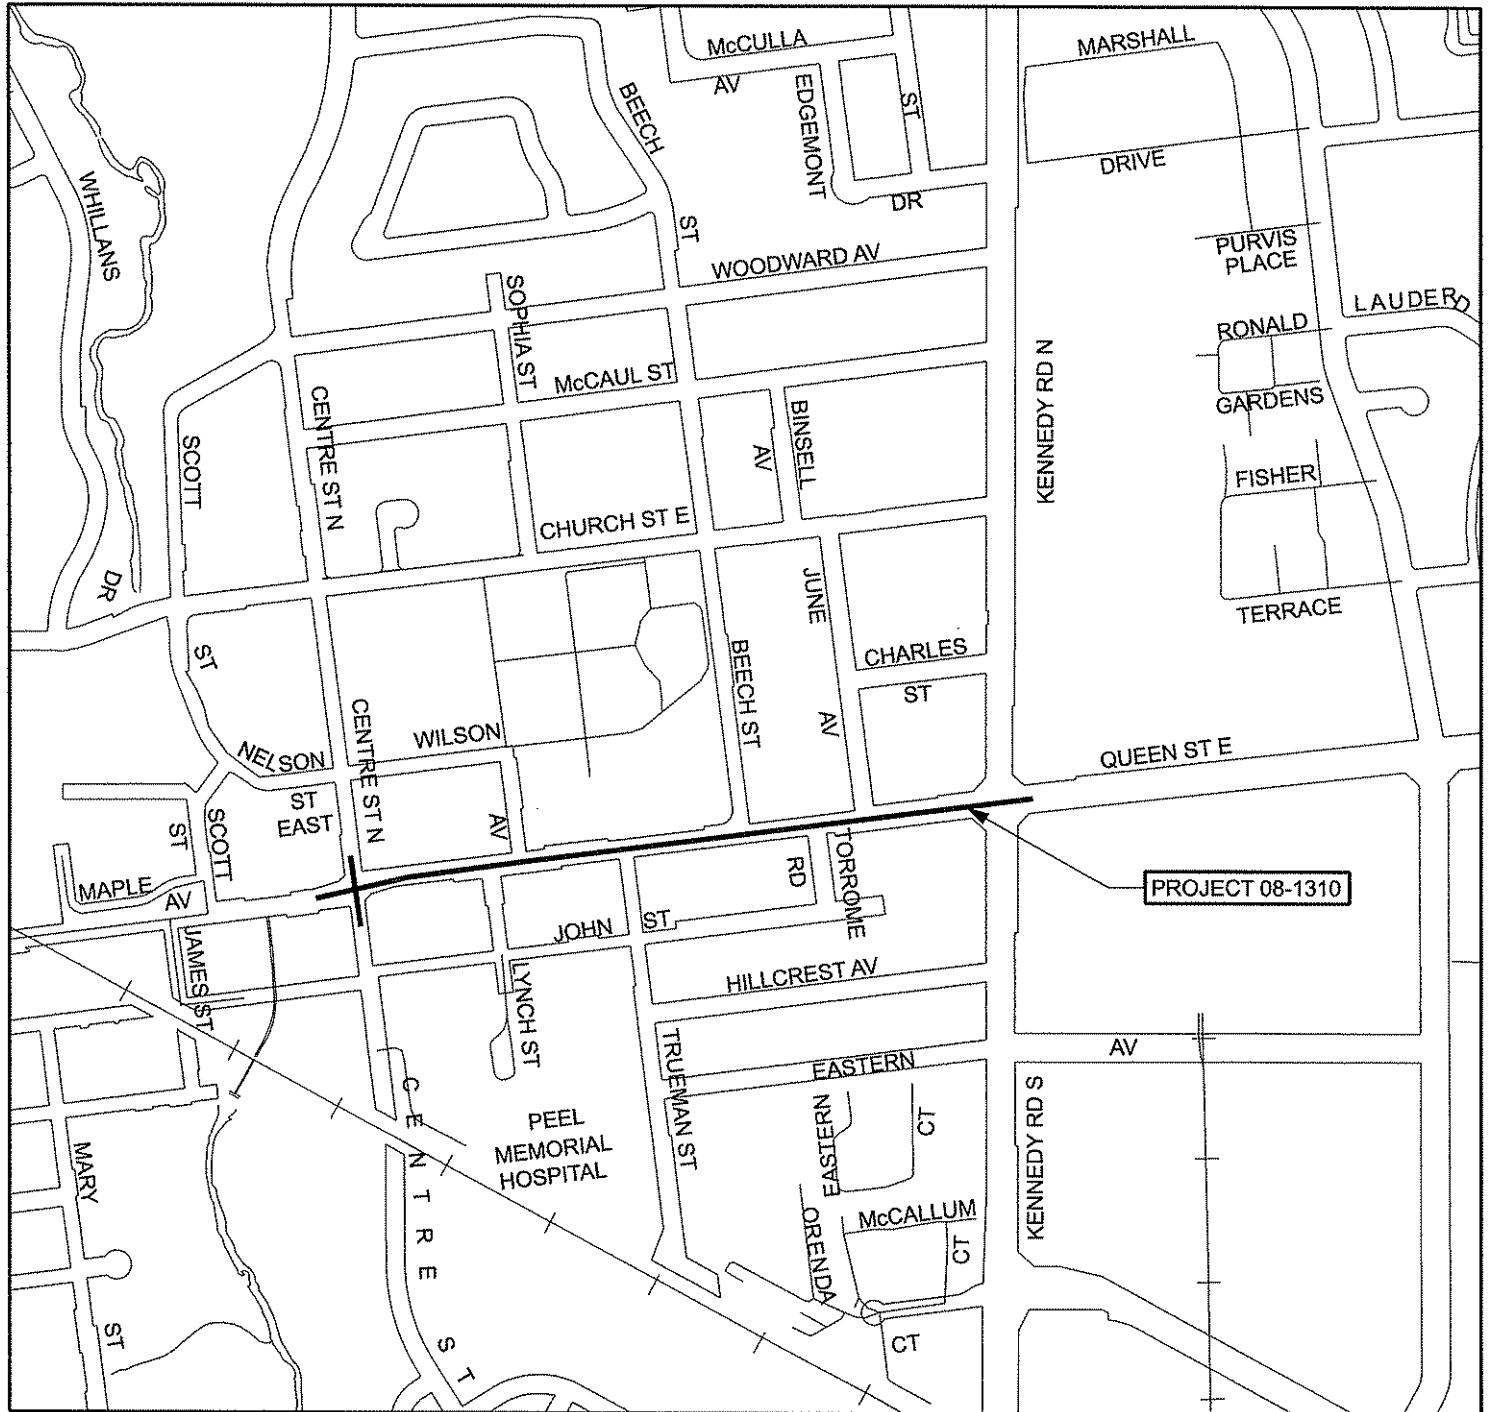 McCULLA
AV
MARSHALL
BEECH
EDGEMONT
ST
DRIVE
WHILLANS
DR
ST
PURVIS
PLACE
WOODWARD AV
LAUDER D
SOPHIA ST
RONALD
KENNEDY RD N
McCAUL ST
GARDENS
CENTRE ST N
BINSELL
AV
SCOTT
FISHER
CHURCH ST E
DR
JUNE
TERRACE
ST
BEECH ST
CHARLES
ST
CENTRE ST N
AV
WILSON
NELSON
QUEEN ST E
ST
EAST
SCOTT
ST
AV
TORROME
RD
MAPLE
AV
PROJECT 08-1310
JOHN
ST
JAMES ST
LYNCH ST
HILLCREST AV
TRUEMAN ST
AV
EASTERN
CENTRE ST
PEEL
MEMORIAL
HOSPITAL
EASTERN
CT
KENNEDY RD S
MARY
ST
McCALLUM
CT
ORENDA
CT